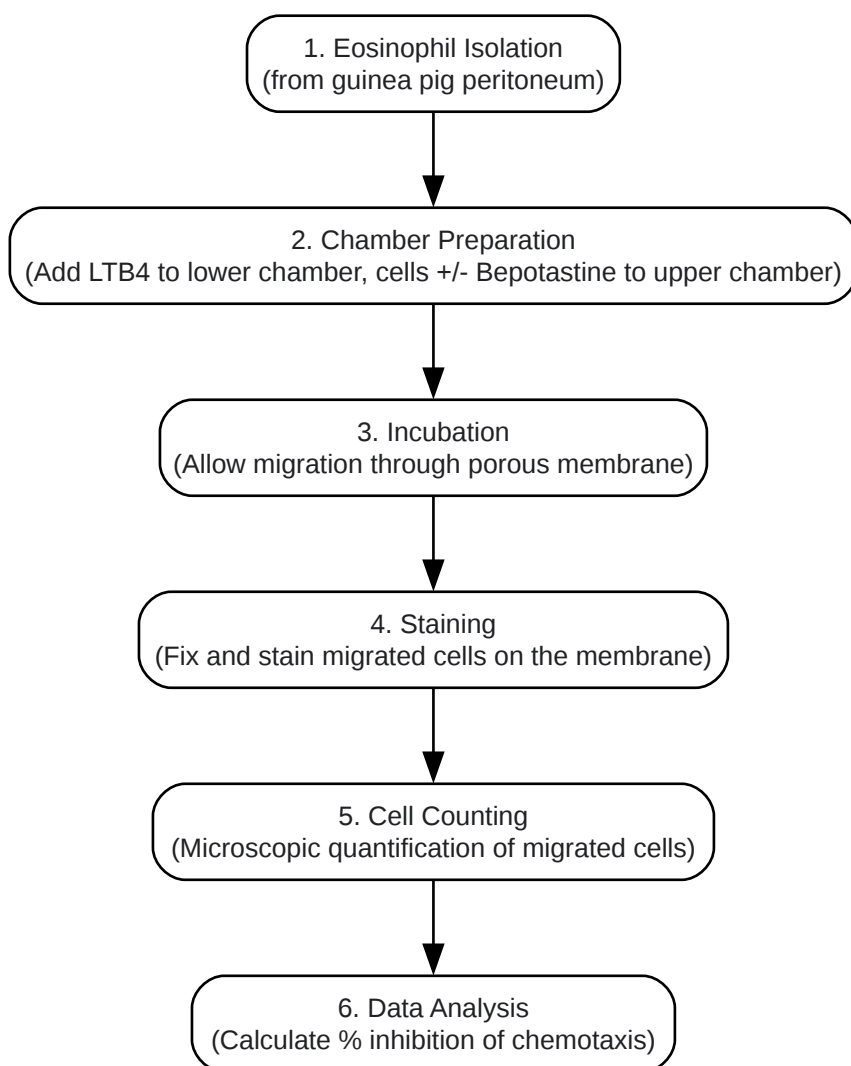 1. Eosinophil Isolation
(from guinea pig peritoneum)
2. Chamber Preparation
(Add LTB4 to lower chamber, cells +/- Bepotastine to upper chamber)
3. Incubation
(Allow migration through porous membrane)
4. Staining
(Fix and stain migrated cells on the membrane)
5. Cell Counting
(Microscopic quantification of migrated cells)
6. Data Analysis
(Calculate % inhibition of chemotaxis)